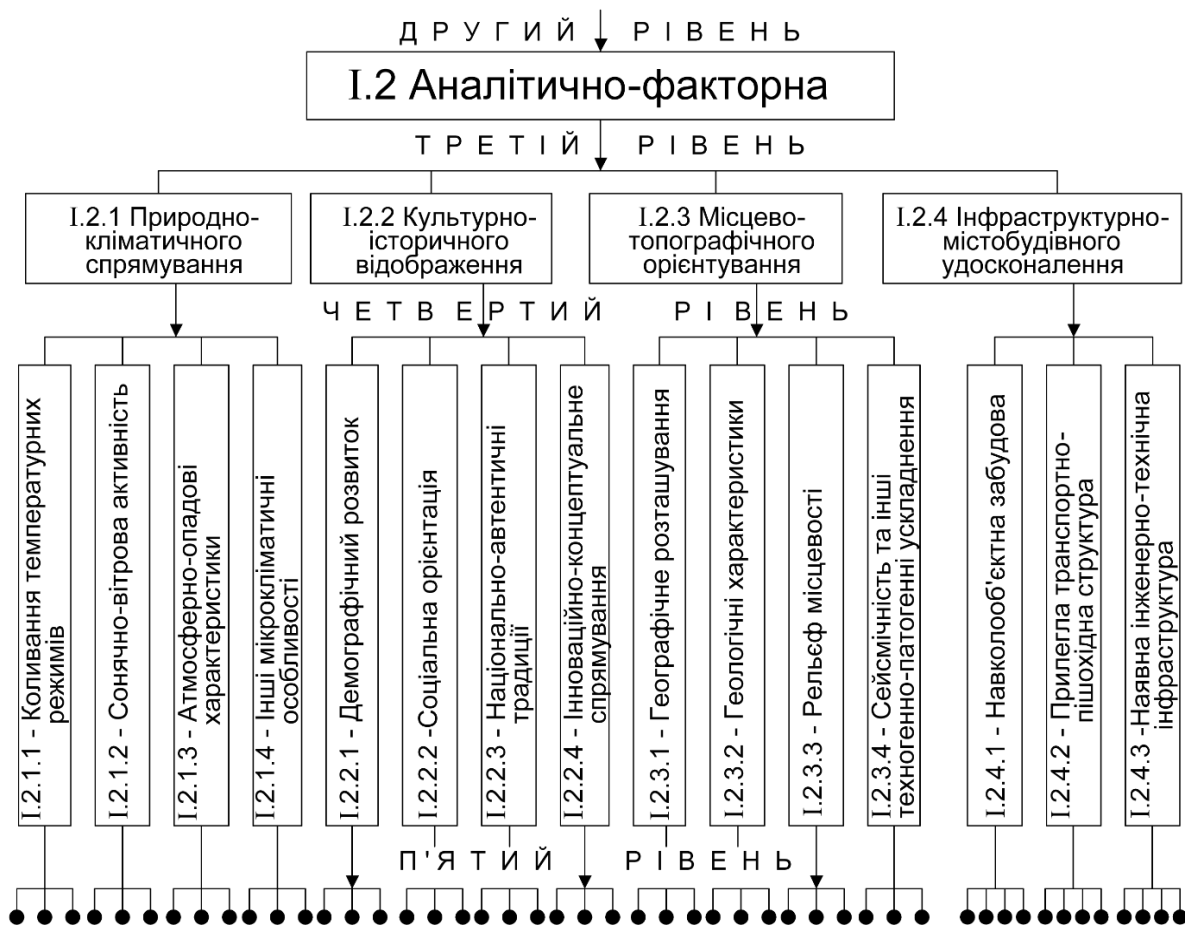 ДРУГИЙ РІВЕНЬ
І.2 Аналітично-факторна
ТРЕТІЙ РІВЕНЬ
І.2.1 Природно-
кліматичного
спрямування
І.2.2 Культурно-
історичного
відображення
І.2.3 Місцево-
топографічного
орієнтування
І.2.4 Інфраструктурно-
містобудівного
удосконалення
ЧЕТВЕРТИЙ РІВЕНЬ
І.2.1.1 - Коливання температурних
режимів
І.2.1.2 - Сонячно-вітрова активність
І.2.1.3 - Атмосферно-опадові
характеристики
І.2.1.4 - Інші мікрокліматичні
особливості
І.2.2.1 - Демографічний розвиток
І.2.2.2 -Соціальна орієнтація
І.2.2.3 - Національно-автентичні
традиції
І.2.2.4 - Інноваційно-концептуальне
спрямування
І.2.3.1 - Географічне розташування
І.2.3.2 - Геологічні характеристики
І.2.3.3 - Рельєф місцевості
І.2.3.4 - Сейсмічність та інші
техногенно-патогенні ускладнення
І.2.4.1 - Навколооб'єктна забудова
І.2.4.2 - Прилегла транспортно-
пішохідна структура
І.2.4.3 -Наявна інженерно-технічна
інфраструктура
П'ЯТИЙ РІВЕНЬ